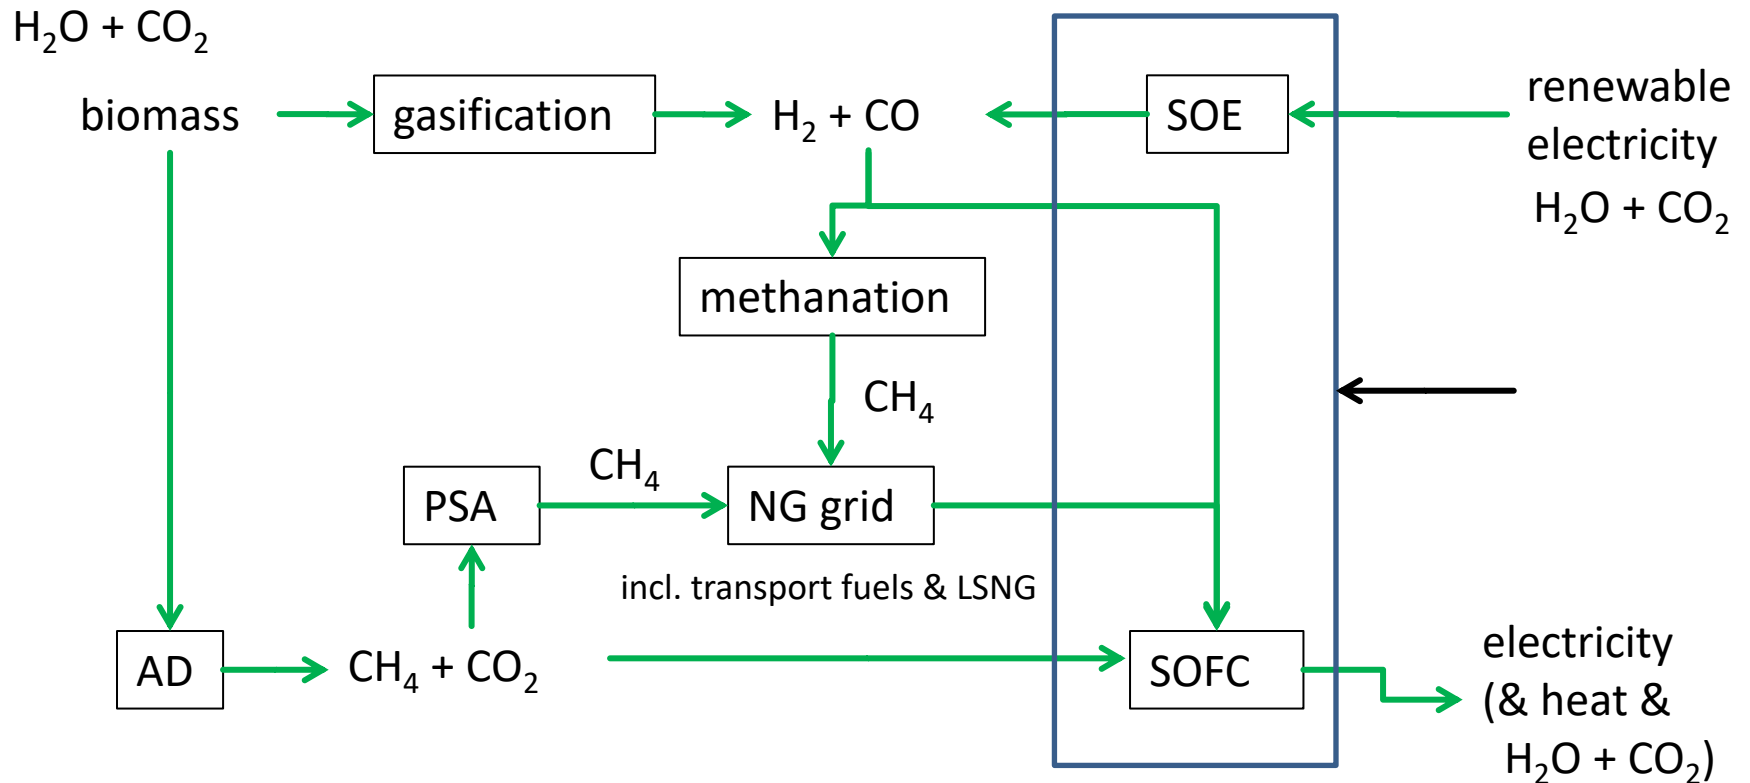 H₂O + CO₂
biomass
gasification
H₂ + CO
SOE
renewable
electricity
H₂O + CO₂
methanation
CH₄
CH₄
PSA
NG grid
incl. transport fuels & LSNG
AD
CH₄ + CO₂
SOFC
electricity
(& heat &
H₂O + CO₂)